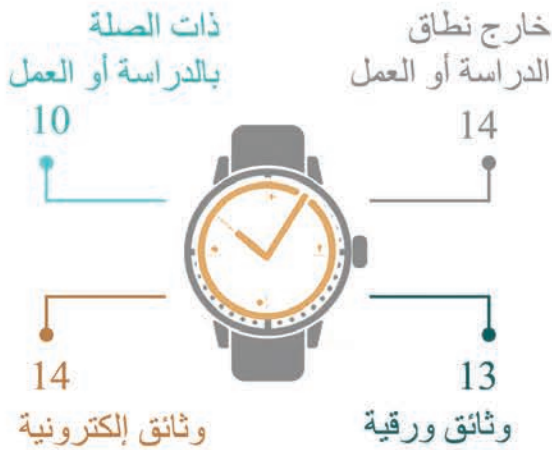 خارج نطاق
الدراسة أو العمل
14
ذات الصلة
بالدراسة أو العمل
10
13
وثائق ورقية
14
وثائق إلكترونية